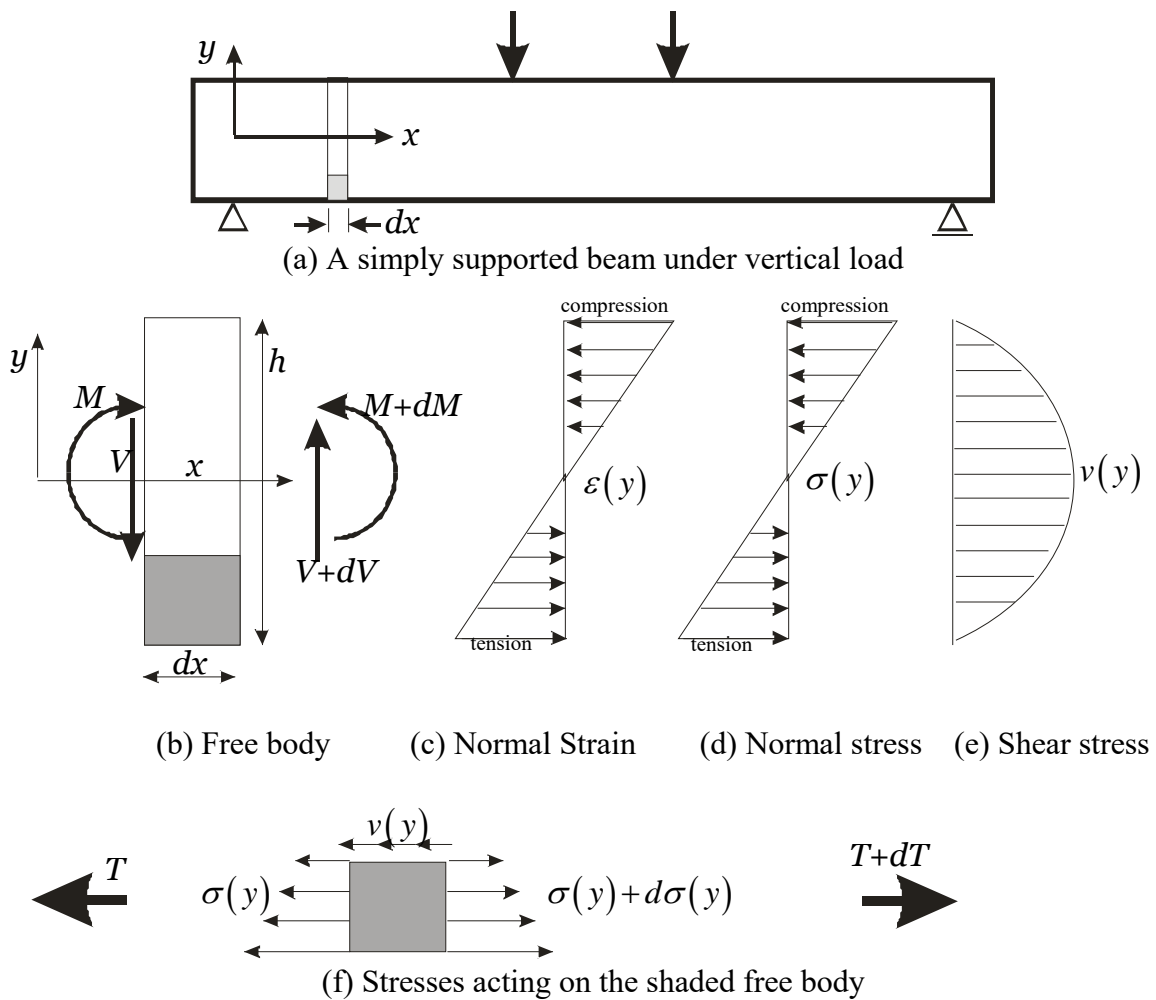 y
x
dx
(a) A simply supported beam under vertical load
compression compression
y
h
M
M+dM
V
x
ε(y)
σ(y)
v(y)
V+dV
tension
tension
dx
(b) Free body (c) Normal Strain (d) Normal stress (e) Shear stress
v(y)
T
T+dT
σ(y)
σ(y)+dσ(y)
(f) Stresses acting on the shaded free body